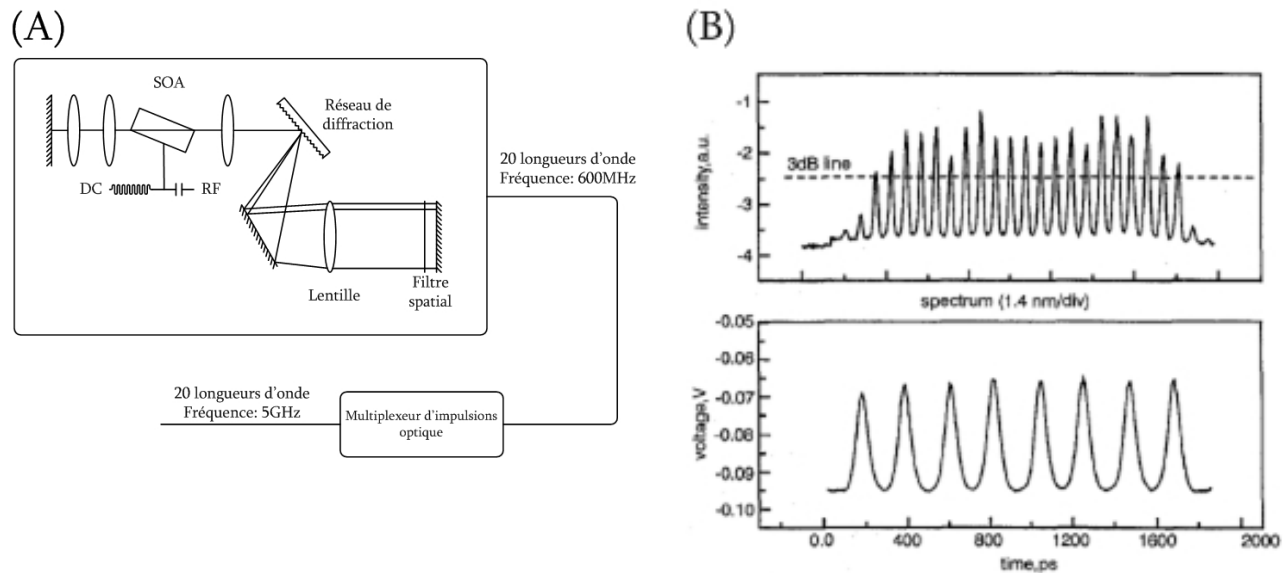 (A)
SOA
Réseau de
diffraction
DC
RF
Lentille
Filtre
spatial
20 longueurs d'onde
Fréquence: 600MHz
20 longueurs d'onde
Fréquence: 5GHz
Multiplexeur d'impulsions
optique
(B)
-1
-2
-3
-4
intensity,a.u.
3dB line
spectrum (1.4 nm/div)
-0.05
-0.06
-0.07
-0.08
-0.09
-0.10
voltage,V
0.0 400 800 1200 1600 2000
time,ps